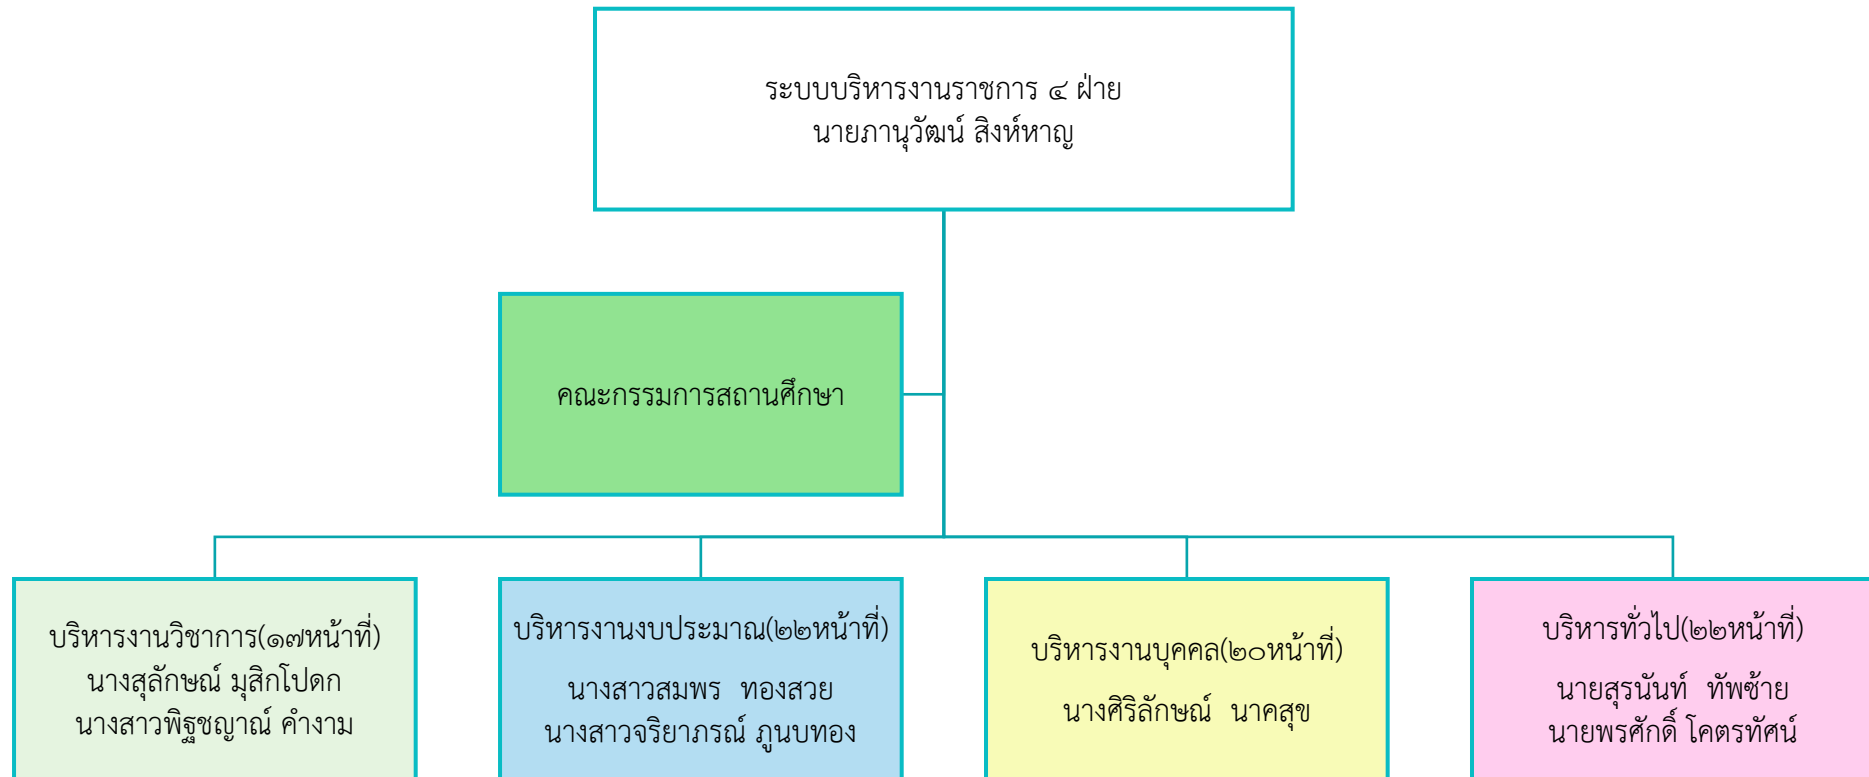 ระบบบริหารงานราชการ ๔ ฝ่าย
นายภานุวัฒน์ สิงห์หาญ
คณะกรรมการสถานศึกษา
บริหารงานวิชาการ(๑๗หน้าที่)
นางสุลักษณ์ มุสิกโปดก
นางสาวพิฐชญาณ์ คำงาม
บริหารงานงบประมาณ(๒๒หน้าที่)
นางสาวสมพร  ทองสวย
นางสาวจริยาภรณ์ ภูนบทอง
บริหารงานบุคคล(๒๐หน้าที่)
นางศิริลักษณ์  นาคสุข
บริหารทั่วไป(๒๒หน้าที่)
นายสุรนันท์  ทัพซ้าย
นายพรศักดิ์ โคตรทัศน์